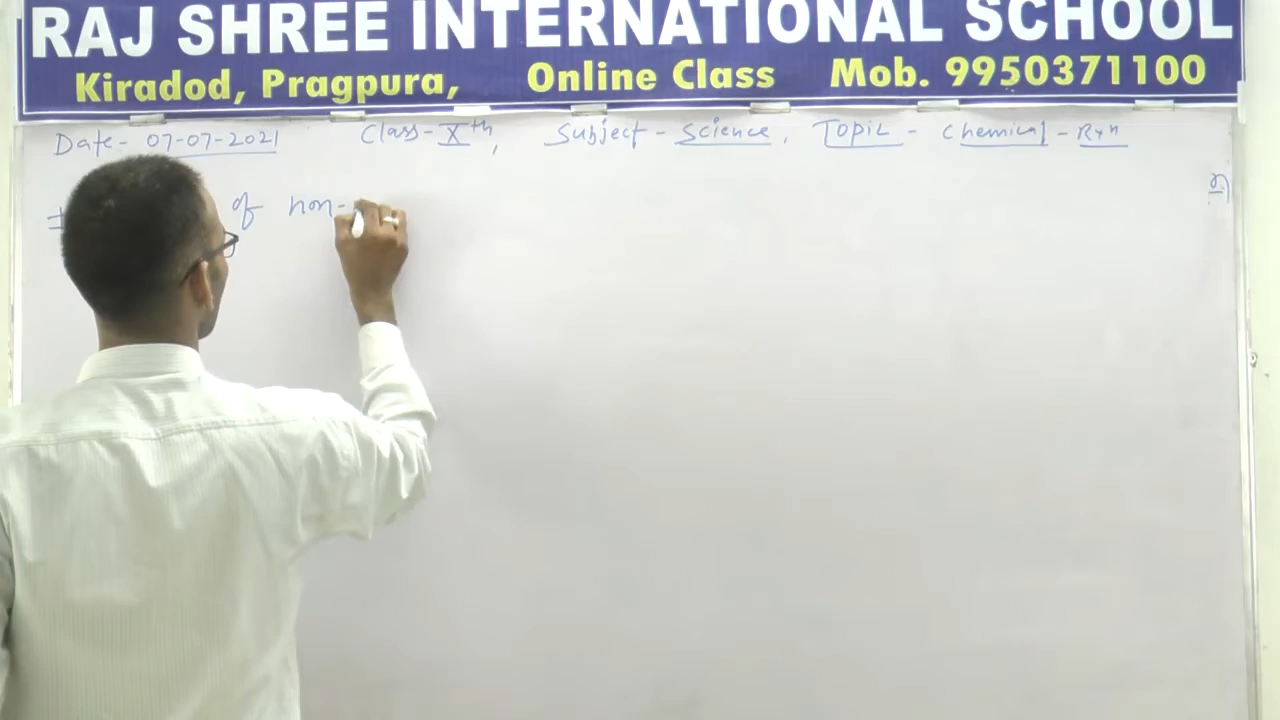 RAJ SHREE INTERNATIONAL SCHOOL
Kiradod, Pragpura, Online Class Mob. 9950371100
Date- 07-07-2021 Class- Xth, Subject - Science, Topic - Chemical - Rxn
of non-